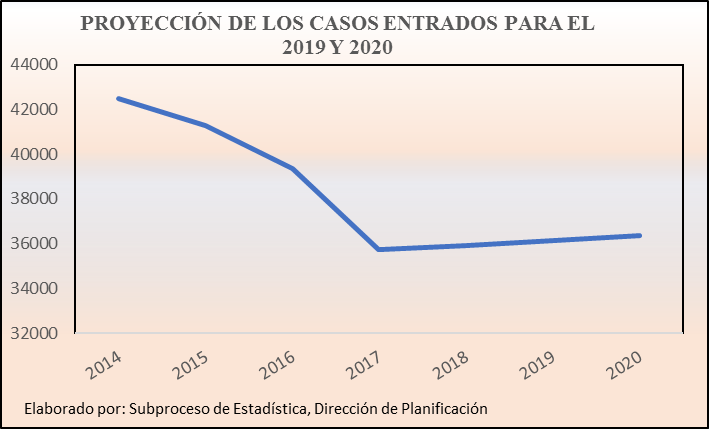 PROYECCIÓN DE LOS CASOS ENTRADOS PARA EL
2019 Y 2020
44000
42000
40000
38000
36000
34000
32000
2014 2015 2016 2017 2018 2019 2020
Elaborado por: Subproceso de Estadística, Dirección de Planificación